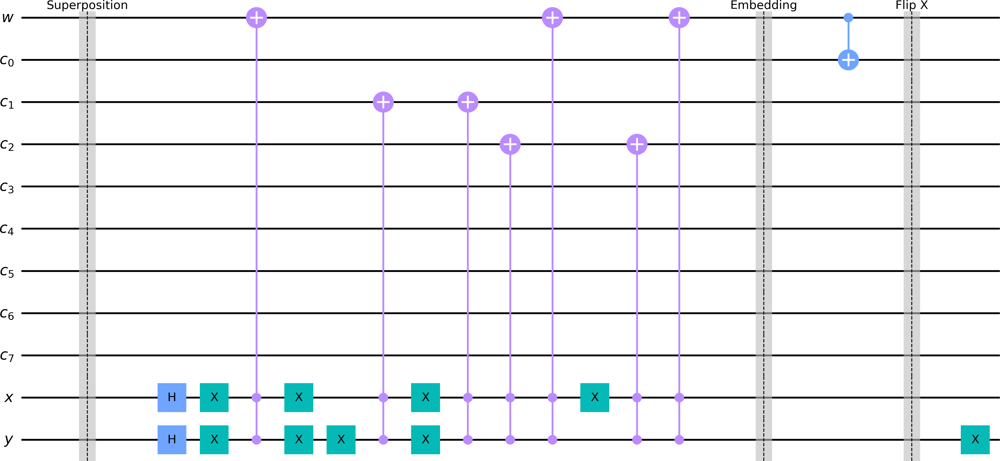 Superposition Embedding Flip X
w
c0
c1
c2
c3
c4
c5
c6
c7
x H X X X X
y H X X X X X